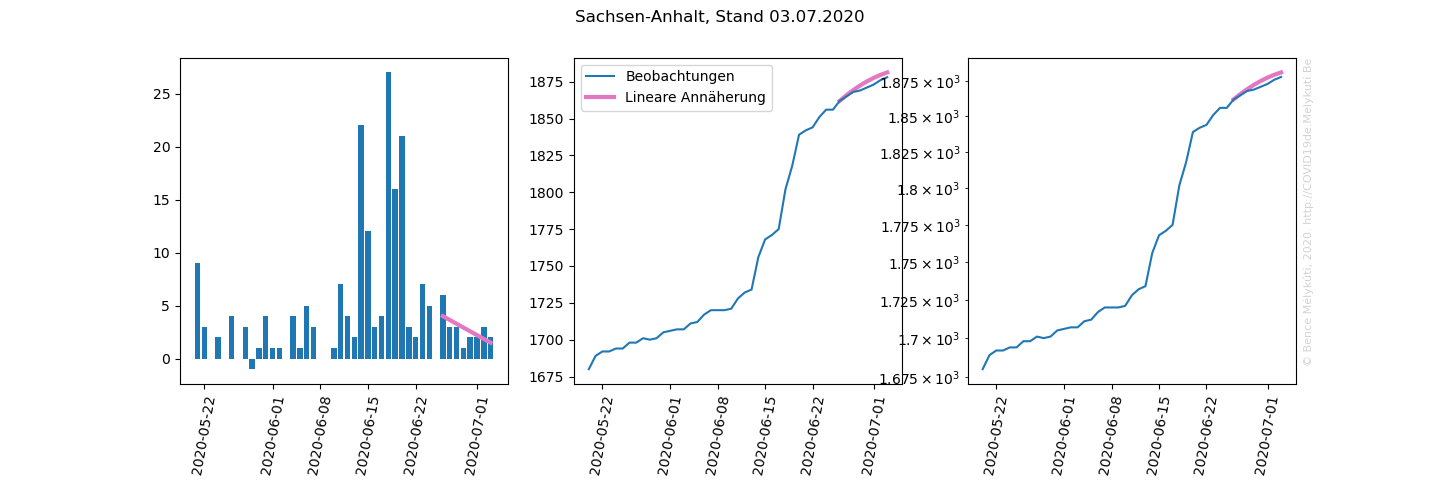 Sachsen-Anhalt, Stand 03.07.2020
25
20
15
10
5
0
2020-05-22
2020-06-01
2020-06-08
2020-06-15
2020-06-22
2020-07-01
Beobachtungen
Lineare Annäherung
1875
1850
1825
1800
1775
1750
1725
1700
1675
2020-05-22
2020-06-01
2020-06-08
2020-06-15
2020-06-22
2020-07-01
1.875 × 10³
1.85 × 10³
1.825 × 10³
1.8 × 10³
1.775 × 10³
1.75 × 10³
1.725 × 10³
1.7 × 10³
1.675 × 10³
2020-05-22
2020-06-01
2020-06-08
2020-06-15
2020-06-22
2020-07-01
© Bence Mélykúti, 2020. http://COVID19de.Melykuti.Be